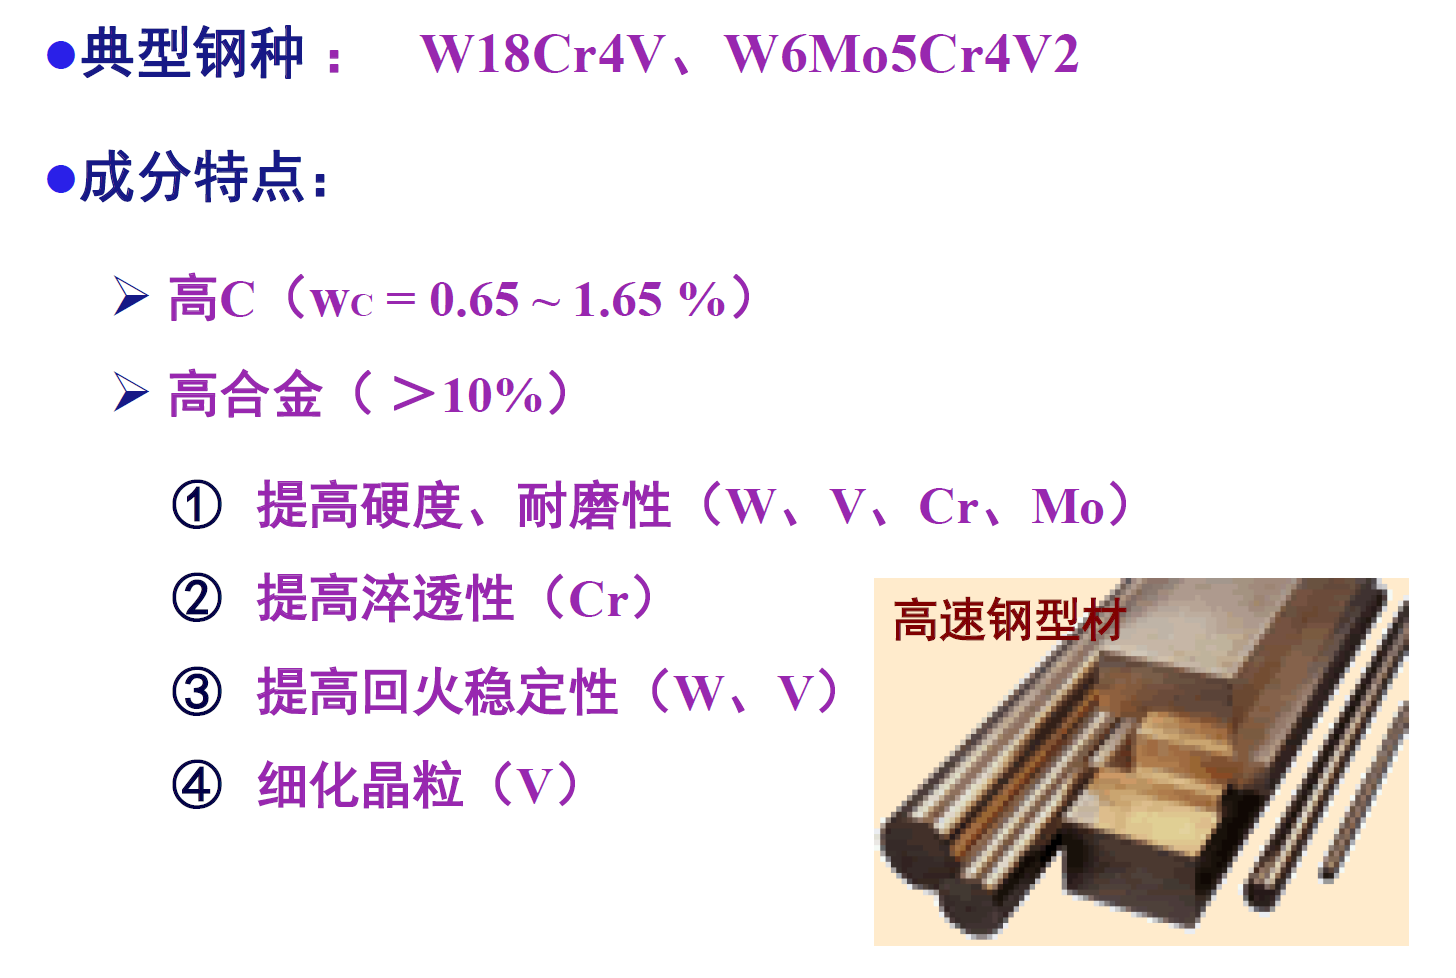 ●典型钢种： W18Cr4V、W6Mo5Cr4V2
●成分特点：
➢ 高C（wC = 0.65 ~ 1.65 %）
➢ 高合金（ ＞10%）
① 提高硬度、耐磨性（W、V、Cr、Mo）
② 提高淬透性（Cr）
③ 提高回火稳定性（W、V）
④ 细化晶粒（V）
高速钢型材